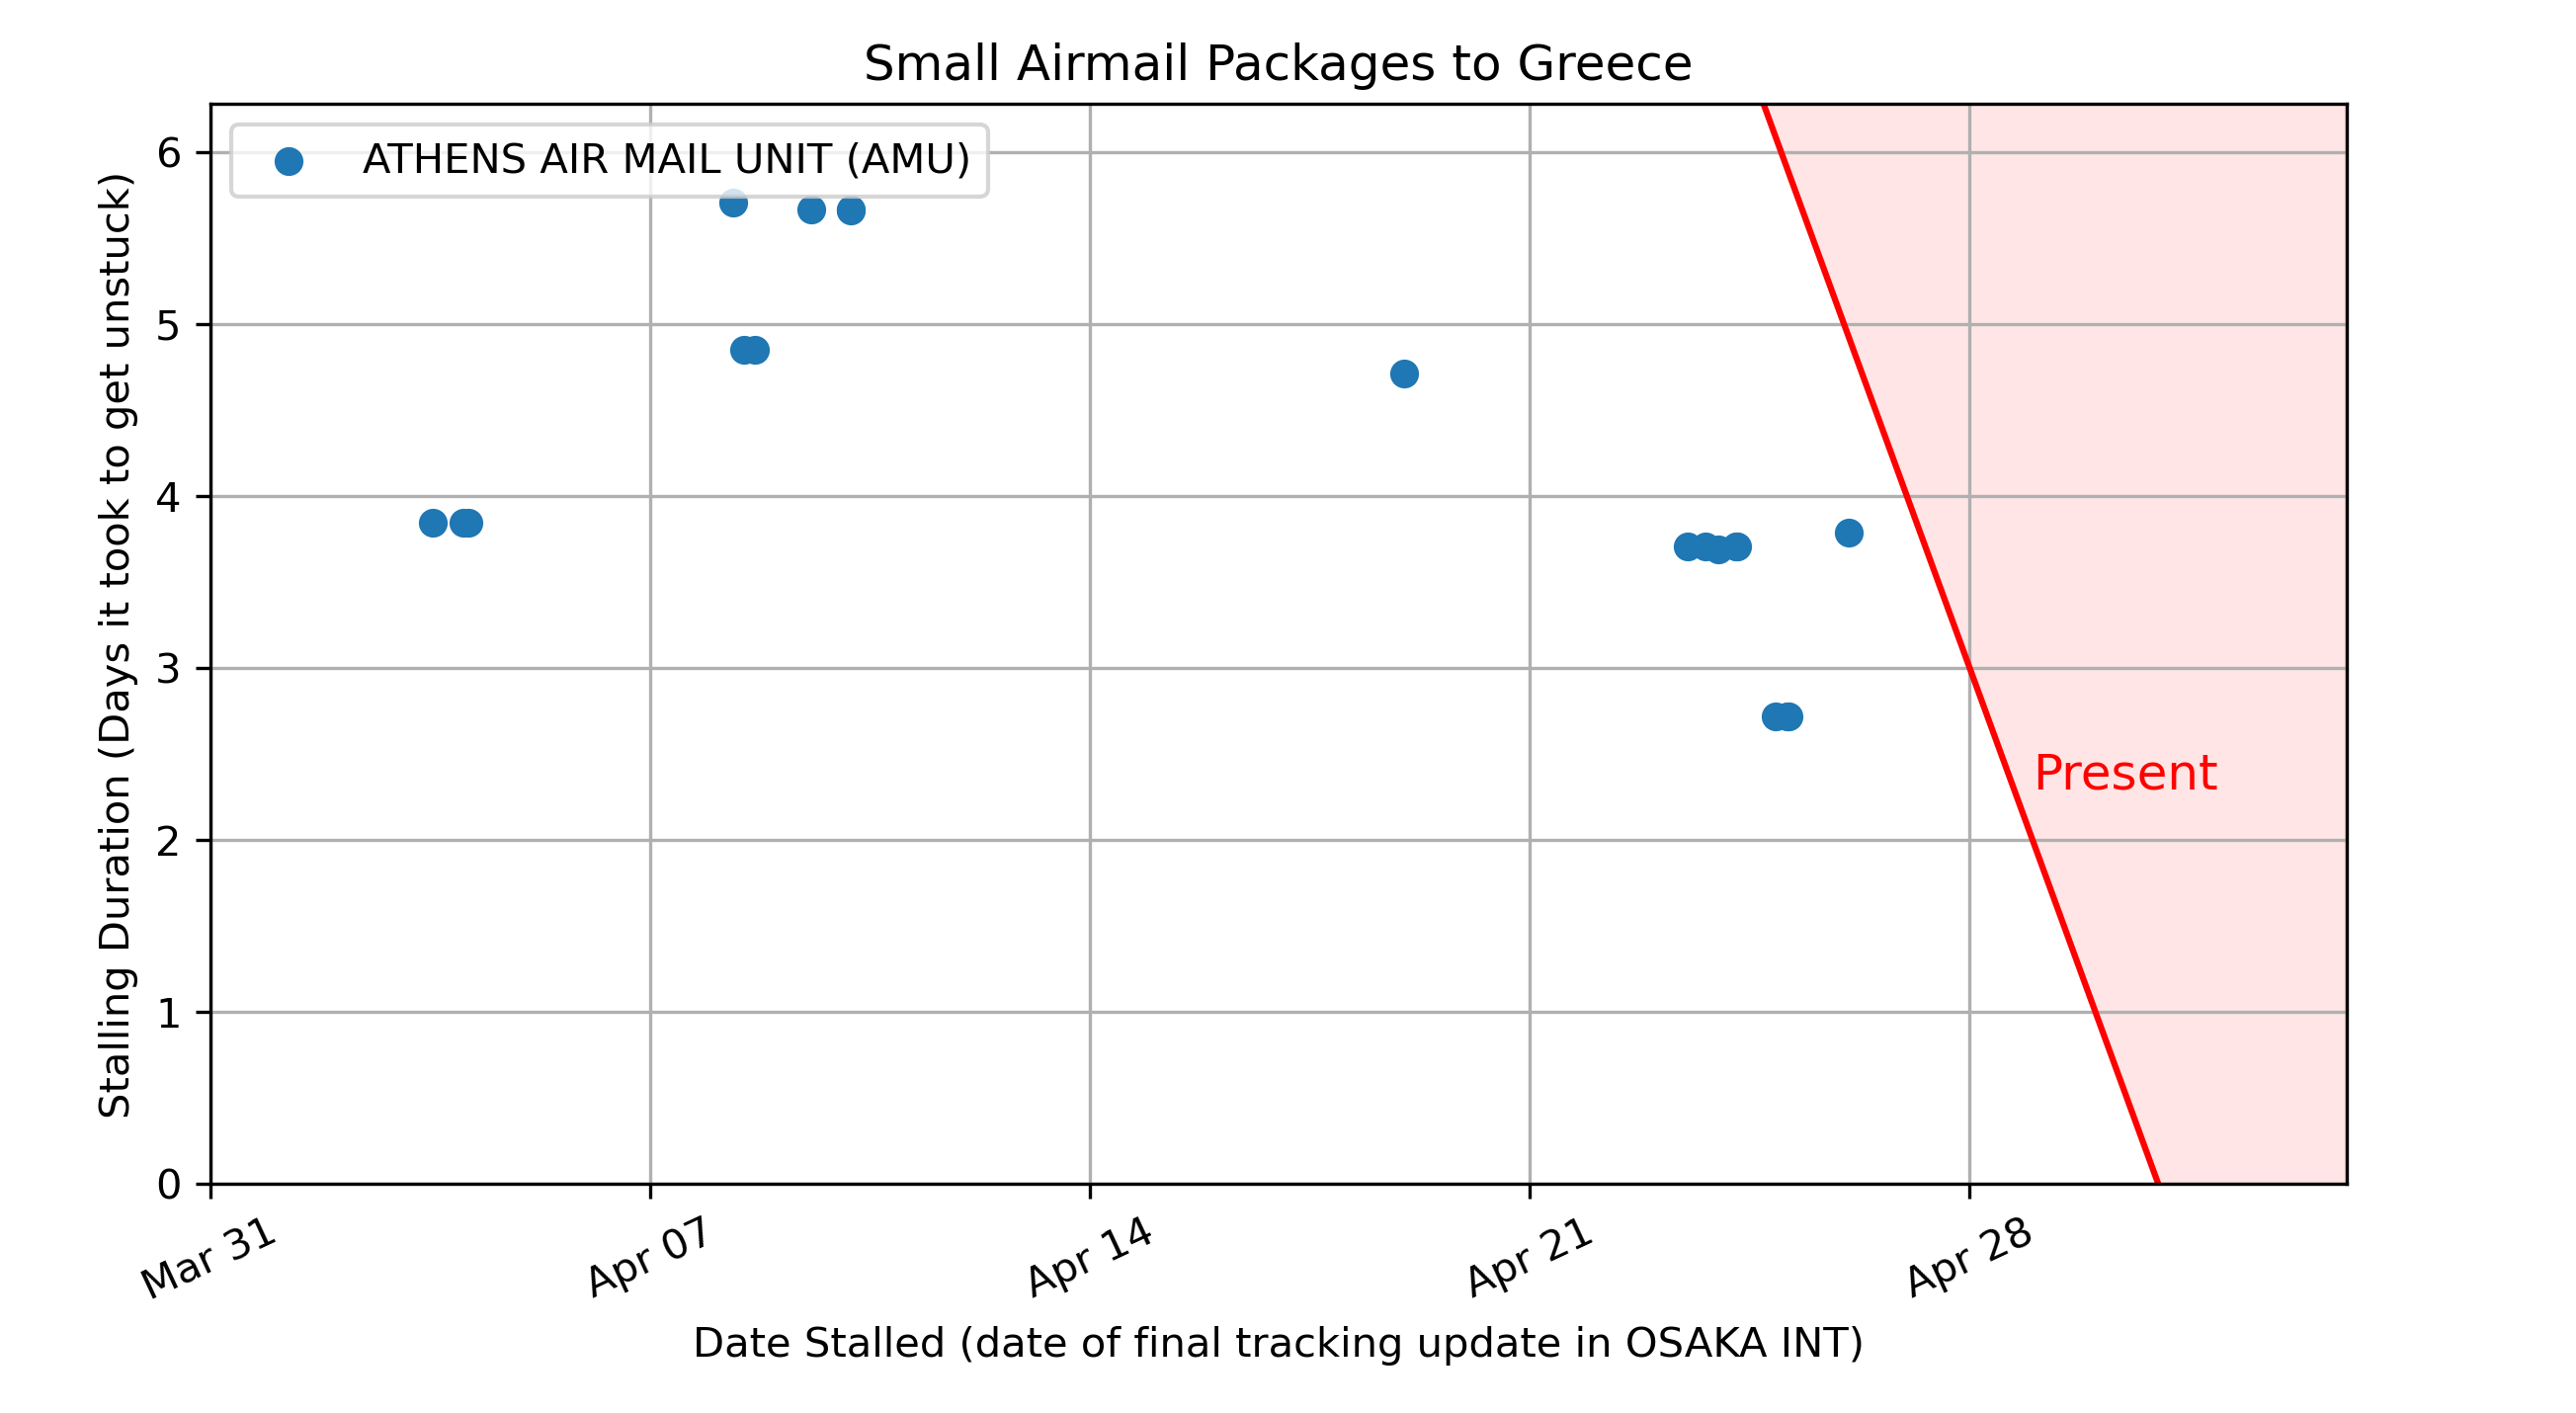 Small Airmail Packages to Greece
ATHENS AIR MAIL UNIT (AMU)
Stalling Duration (Days it took to get unstuck)
6
5
4
3
2
1
0
Present
Mar 31
Apr 07
Apr 14
Apr 21
Apr 28
Date Stalled (date of final tracking update in OSAKA INT)